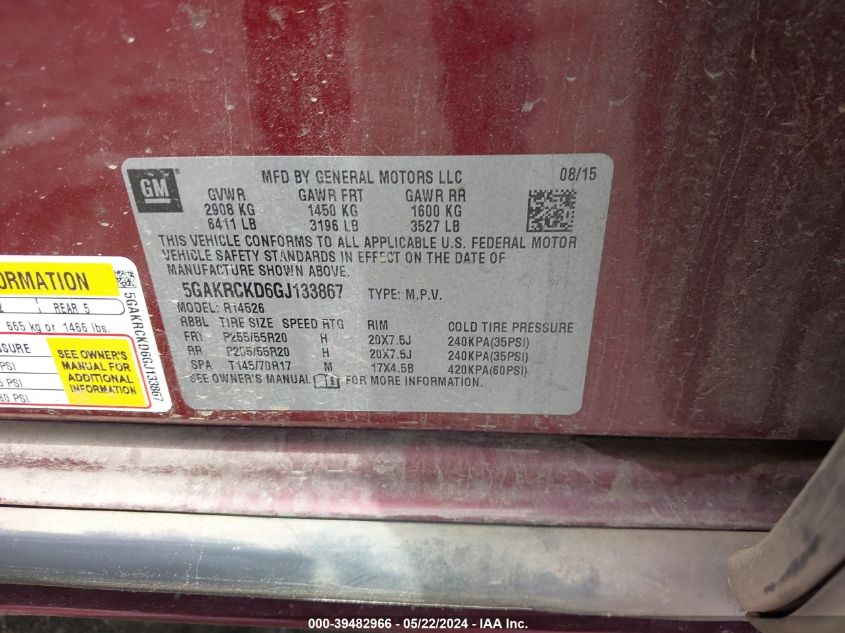 GM
MFD BY GENERAL MOTORS LLC 08/15
GVWR GAWR FRT GAWR RR
2908 KG 1450 KG 1600 KG
6411 LB 3196 LB 3527 LB
THIS VEHICLE CONFORMS TO ALL APPLICABLE U.S. FEDERAL MOTOR
VEHICLE SAFETY STANDARDS IN EFFECT ON THE DATE OF
MANUFACTURE SHOWN ABOVE.
5GAKRCKD6GJ133867 TYPE: M.P.V.
MODEL: R14526
RBBL TIRE SIZE SPEED RTG RIM COLD TIRE PRESSURE
FRT P255/55R20 H 20X7.5J 240KPA(35PSI)
RR P255/55R20 H 20X7.5J 240KPA(35PSI)
SPA T145/70R17 M 17X4.5B 420KPA(60PSI)
SEE OWNER'S MANUAL FOR MORE INFORMATION.
ORMATION
REAR 5
665 kg or 1466 lbs.
SSURE
PSI
PSI
PSI
SEE OWNER'S
MANUAL FOR
ADDITIONAL
INFORMATION
5GAKRCKD6GJ133867
000-39482966 - 05/22/2024 - IAA Inc.